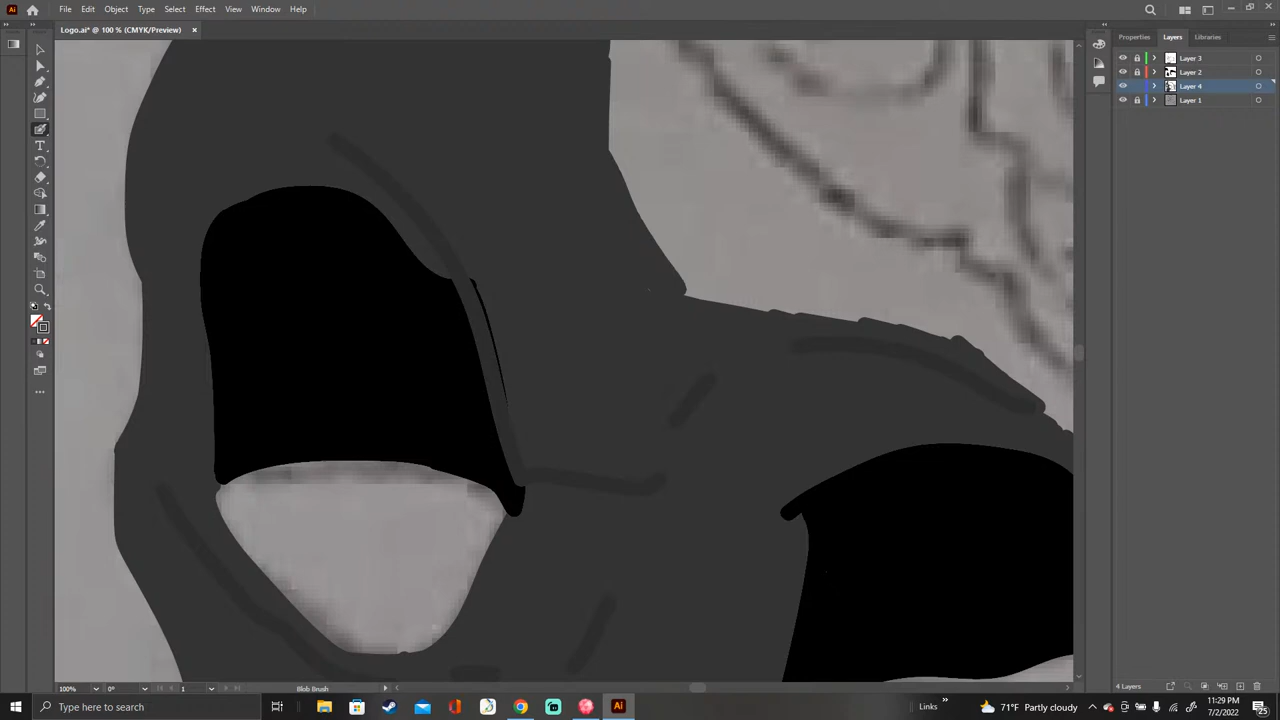 File Edit Object Type Select Effect View Window Help
Logo.ai* @ 100 % (CMYK/Preview)
Properties Layers Libraries
Layer 3
Layer 2
Layer 4
Layer 1
4 Layers
100% 0° 1 Blob Brush
Type here to search
Links
71°F Partly cloudy
11:29 PM
7/2/2022